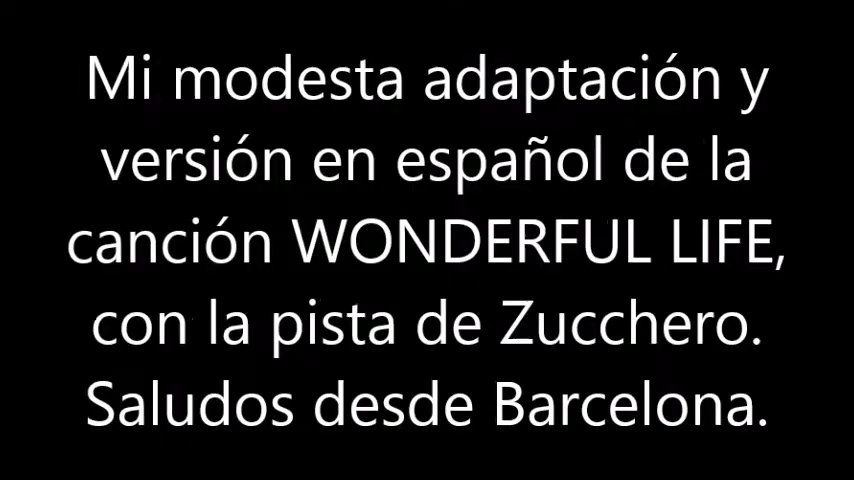 Mi modesta adaptación y
versión en español de la
canción WONDERFUL LIFE,
con la pista de Zucchero.
Saludos desde Barcelona.